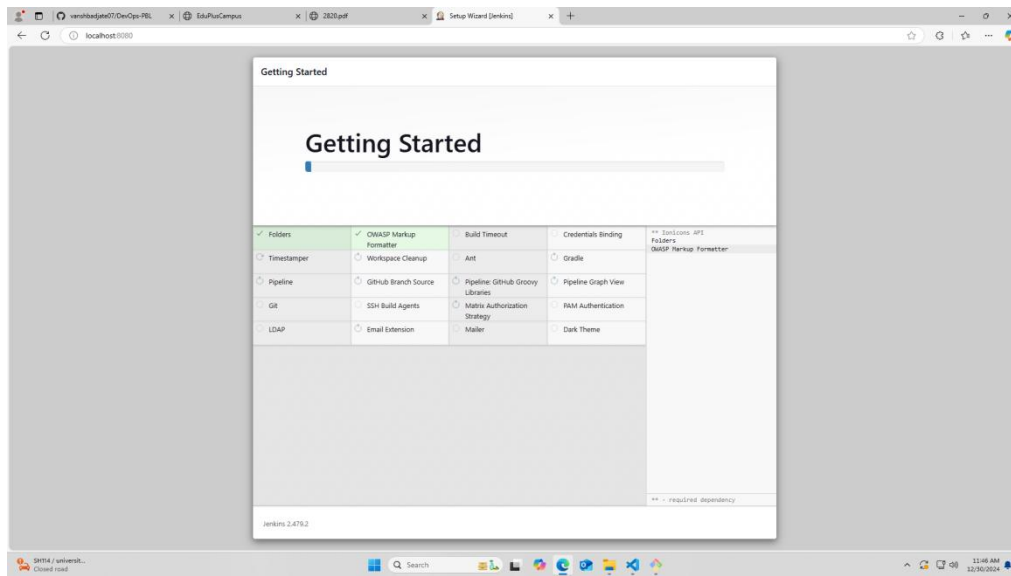 vanshbadjate07/DevOps-PBL
EduPlusCampus
2820.pdf
Setup Wizard [Jenkins]
localhost:8080
Getting Started
Getting Started
Folders
OWASP Markup
Formatter
Build Timeout
Credentials Binding
** Ionicons API
Folders
OWASP Markup Formatter
Timestamper
Workspace Cleanup
Ant
Gradle
Pipeline
GitHub Branch Source
Pipeline: GitHub Groovy
Libraries
Pipeline Graph View
Git
SSH Build Agents
Matrix Authorization
Strategy
PAM Authentication
LDAP
Email Extension
Mailer
Dark Theme
** - required dependency
Jenkins 2.479.2
SH114 / universit...
Closed road
Search
11:46 AM
12/30/2024